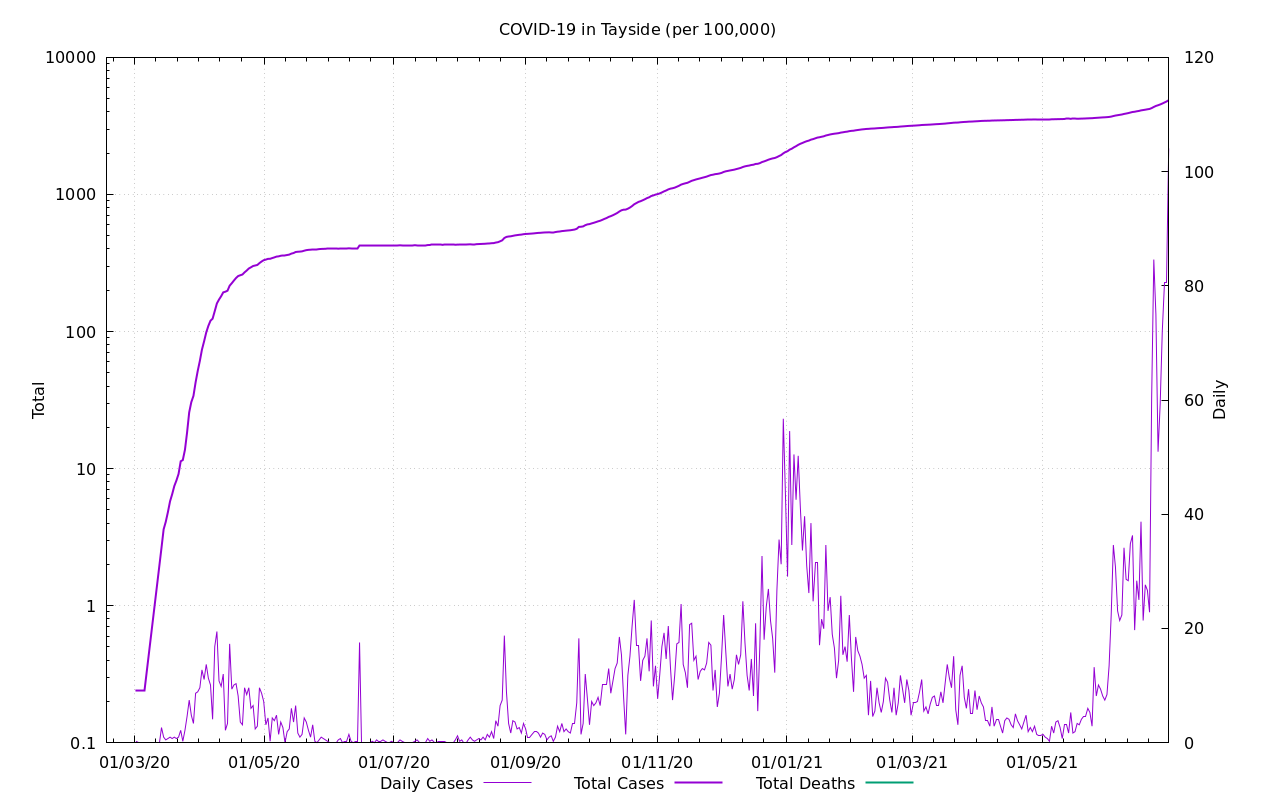 COVID-19 in Tayside (per 100,000)
10000
1000
100
10
1
0.1
Total
120
100
80
60
40
20
0
Daily
01/03/20 01/05/20 01/07/20 01/09/20 01/11/20 01/01/21 01/03/21 01/05/21
Daily Cases Total Cases Total Deaths